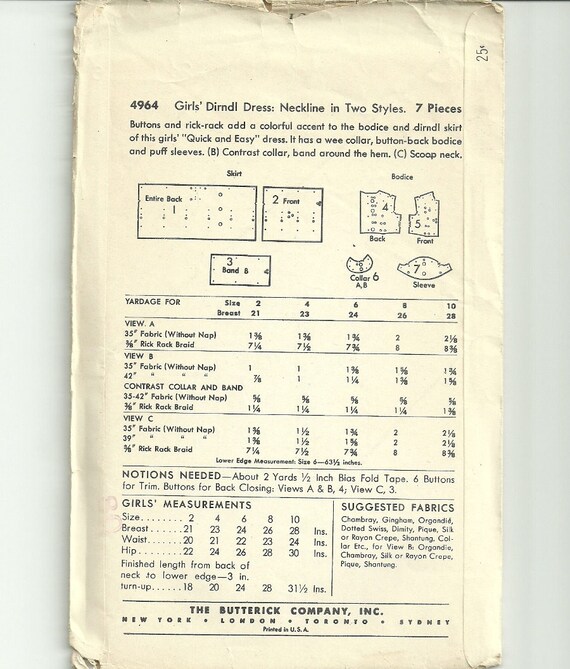 25¢
4964 Girls' Dirndl Dress: Neckline in Two Styles. 7 Pieces
Buttons and rick-rack add a colorful accent to the bodice and dirndl skirt
of this girls' "Quick and Easy" dress. It has a wee collar, button-back bodice
and puff sleeves. (B) Contrast collar, band around the hem. (C) Scoop neck.
Skirt Bodice
Entire Back
1
2 Front
4
Back
5
Front
3
Band B
Collar 6
A,B
7
Sleeve
YARDAGE FOR Size 2 4 6 8 10
Breast 21 23 24 26 28
VIEW A
35" Fabric (Without Nap) 1⅜ 1⅜ 1¾ 2 2⅛
⅜" Rick Rack Braid 7¼ 7½ 7¾ 8 8⅜
VIEW B
35" Fabric (Without Nap) 1 1 1⅜ 1⅝ 1¾
42" " " " ⅞ 1 1¼ 1⅜ 1⅝
CONTRAST COLLAR AND BAND
35-42" Fabric (Without Nap) ⅝ ⅝ ⅝ ⅝ ⅝
⅜" Rick Rack Braid 1¼ 1¼ 1¼ 1¼ 1¼
VIEW C
35" Fabric (Without Nap) 1⅜ 1½ 1¾ 2 2⅛
39" " " " 1⅜ 1½ 1⅝ 2 2⅛
⅜" Rick Rack Braid 7¼ 7½ 7¾ 8 8⅜
Lower Edge Measurement: Size 6—63½ inches.
NOTIONS NEEDED—About 2 Yards ½ Inch Bias Fold Tape. 6 Buttons
for Trim. Buttons for Back Closing: Views A & B, 4; View C, 3.
GIRLS' MEASUREMENTS
Size........ 2 4 6 8 10
Breast...... 21 23 24 26 28 Ins.
Waist....... 20 21 22 23 24 Ins.
Hip......... 22 24 26 28 30 Ins.
Finished length from back of
neck to lower edge—3 in.
turn-up...... 18 20 24 28 31½ Ins.
SUGGESTED FABRICS
Chambray, Gingham, Organdie,
Dotted Swiss, Dimity, Pique, Silk
or Rayon Crepe, Shantung. Col-
lar Etc., for View B: Organdie,
Chambray, Silk or Rayon Crepe,
Pique, Shantung.
THE BUTTERICK COMPANY, INC.
NEW YORK • LONDON • TORONTO • SYDNEY
Printed in U.S.A.